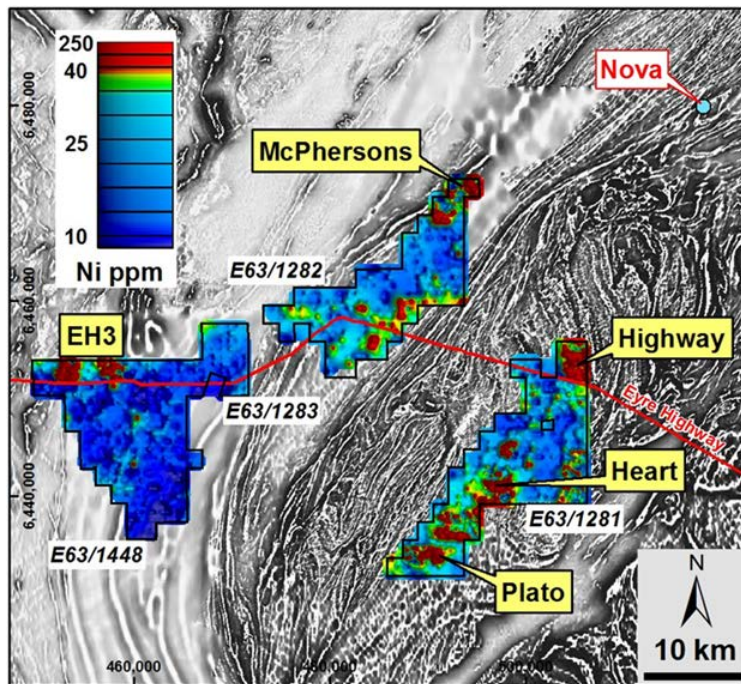 250
40
25
10
Ni ppm
Nova
McPhersons
E63/1282
EH3
E63/1283
Highway
Eyre Highway
Heart
E63/1281
E63/1448
Plato
N
10 km
6,480,000
6,460,000
6,440,000
460,000
480,000
500,000